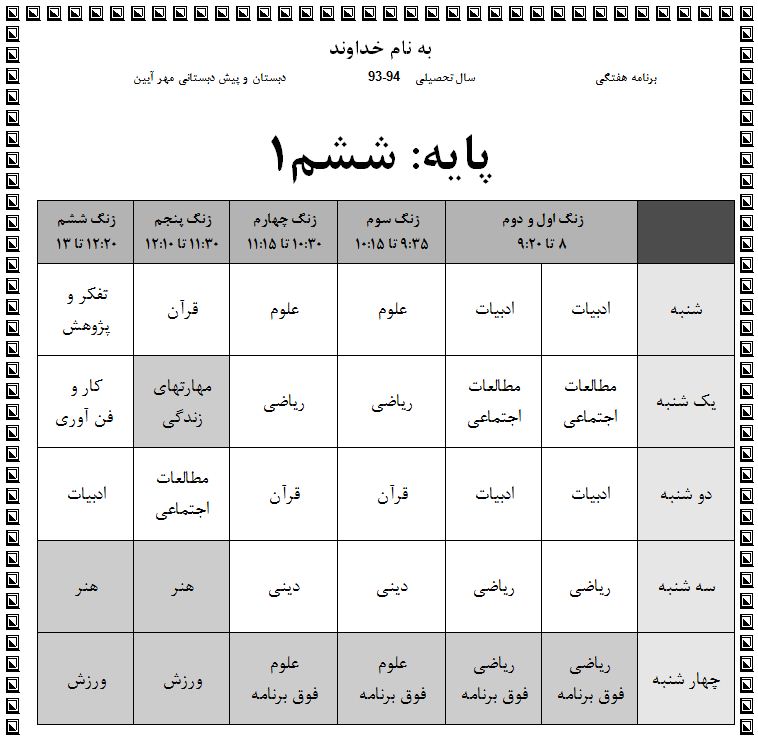 به نام خداوند
برنامه هفتگی سال تحصیلی 93-94 دبستان و پیش دبستانی مهر آیین
پایه: ششم۱
زنگ اول و دوم زنگ سوم زنگ چهارم زنگ پنجم زنگ ششم
۸ تا ۹:۲۰ ۹:۳۵ تا ۱۰:۱۵ ۱۰:۳۰ تا ۱۱:۱۵ ۱۱:۳۰ تا ۱۲:۱۰ ۱۲:۲۰ تا ۱۳
شنبه ادبیات ادبیات علوم علوم قرآن تفکر و
پژوهش
یک شنبه مطالعات مطالعات ریاضی ریاضی مهارتهای کار و
اجتماعی اجتماعی زندگی فن آوری
دو شنبه ادبیات ادبیات قرآن قرآن مطالعات ادبیات
اجتماعی
سه شنبه ریاضی ریاضی دینی دینی هنر هنر
چهار شنبه ریاضی ریاضی علوم علوم ورزش ورزش
فوق برنامه فوق برنامه فوق برنامه فوق برنامه